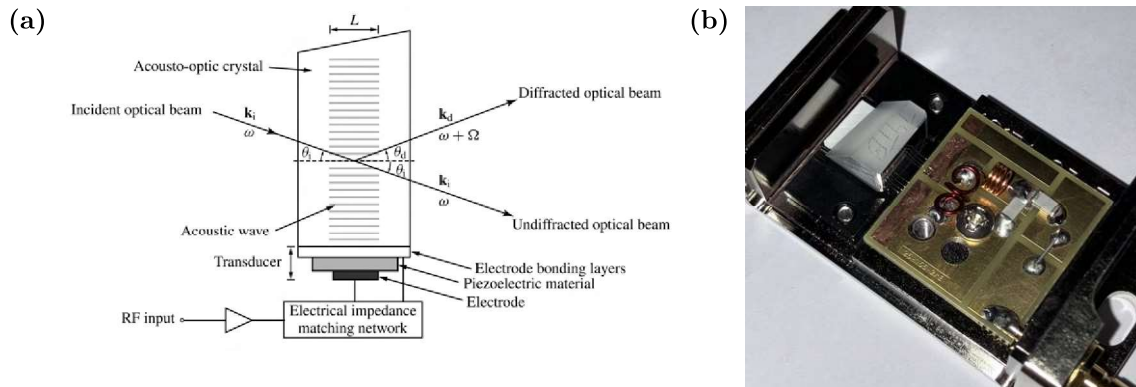 (a)
L
Acousto-optic crystal
Incident optical beam
k_i
ω
Diffracted optical beam
k_d
ω + Ω
θ_i
θ_d
θ_i
k_i
ω
Undiffracted optical beam
Acoustic wave
Transducer
Electrode bonding layers
Piezoelectric material
Electrode
RF input
Electrical impedance
matching network
(b)